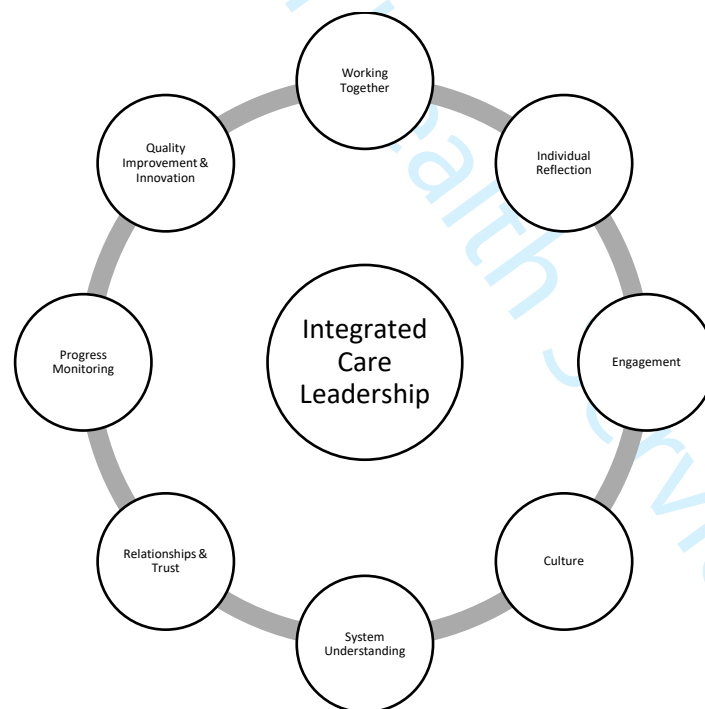 Working
Together
Individual
Reflection
Engagement
Culture
System
Understanding
Relationships &
Trust
Progress
Monitoring
Quality
Improvement &
Innovation
Integrated
Care
Leadership